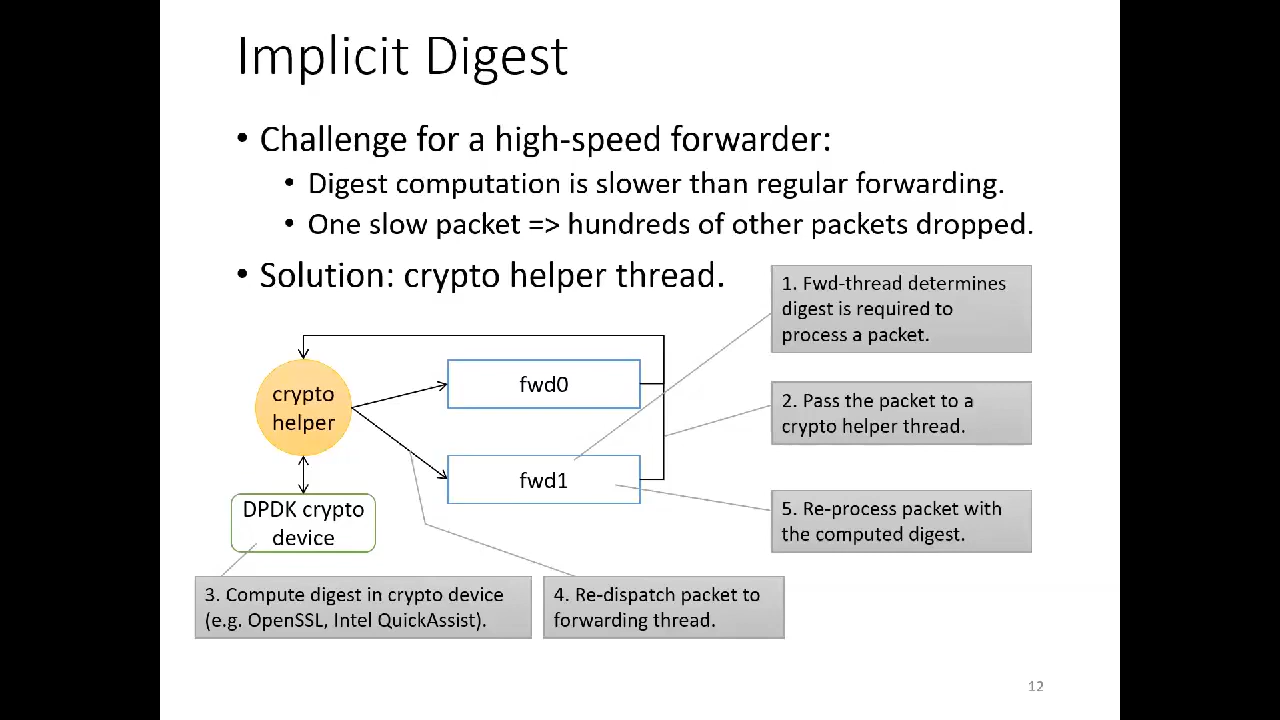 Implicit Digest
• Challenge for a high-speed forwarder:
• Digest computation is slower than regular forwarding.
• One slow packet => hundreds of other packets dropped.
• Solution: crypto helper thread.
1. Fwd-thread determines
digest is required to
process a packet.
crypto
helper
fwd0
2. Pass the packet to a
crypto helper thread.
fwd1
DPDK crypto
device
5. Re-process packet with
the computed digest.
3. Compute digest in crypto device
(e.g. OpenSSL, Intel QuickAssist).
4. Re-dispatch packet to
forwarding thread.
12